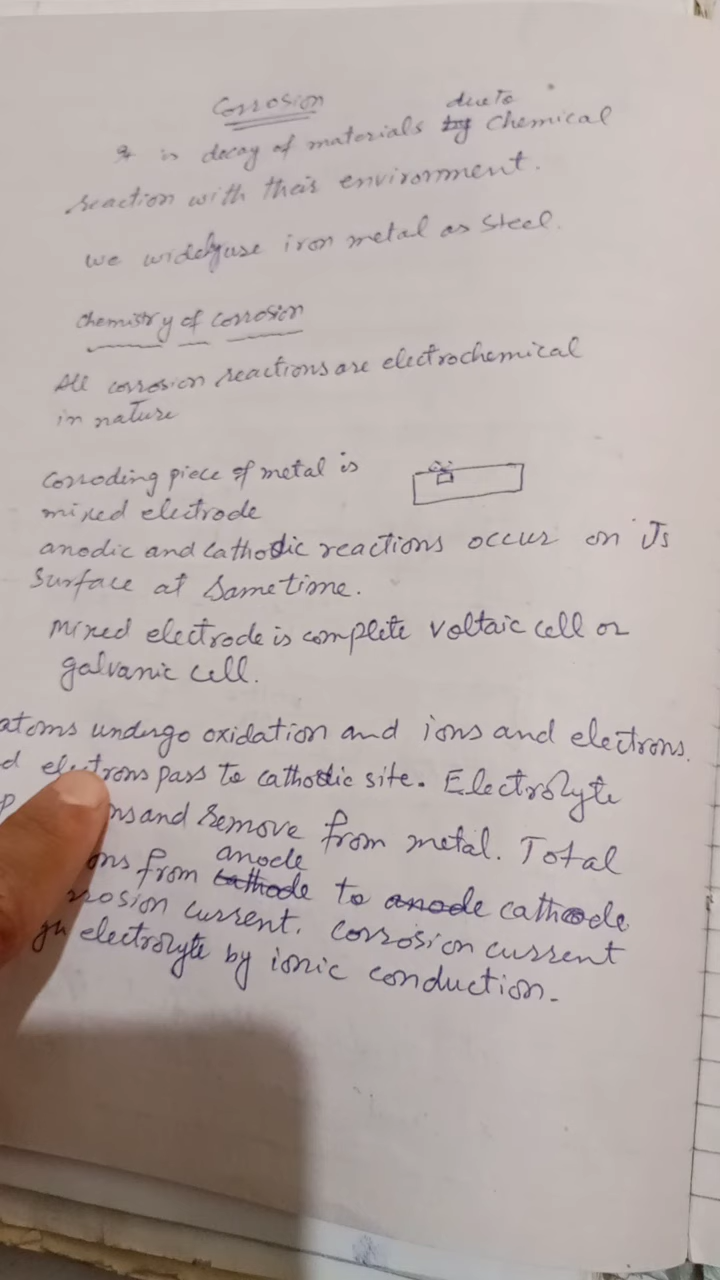 Corrosion
It is decay of materials due to by chemical
reaction with their environment.
we widely use iron metal as steel.
chemistry of corrosion
All corrosion reactions are electrochemical
in nature
corroding piece of metal is
mixed electrode
anodic and cathodic reactions occur on Its
surface at sametime.
mixed electrode is complete voltaic cell or
galvanic cell.
atoms undergo oxidation and ions and electrons.
electrons pass to cathodic site. Electrolyte
and remove from metal. Total
from cathode anode to anode cathode
current. Corrosion current
electrolyte by ionic conduction.